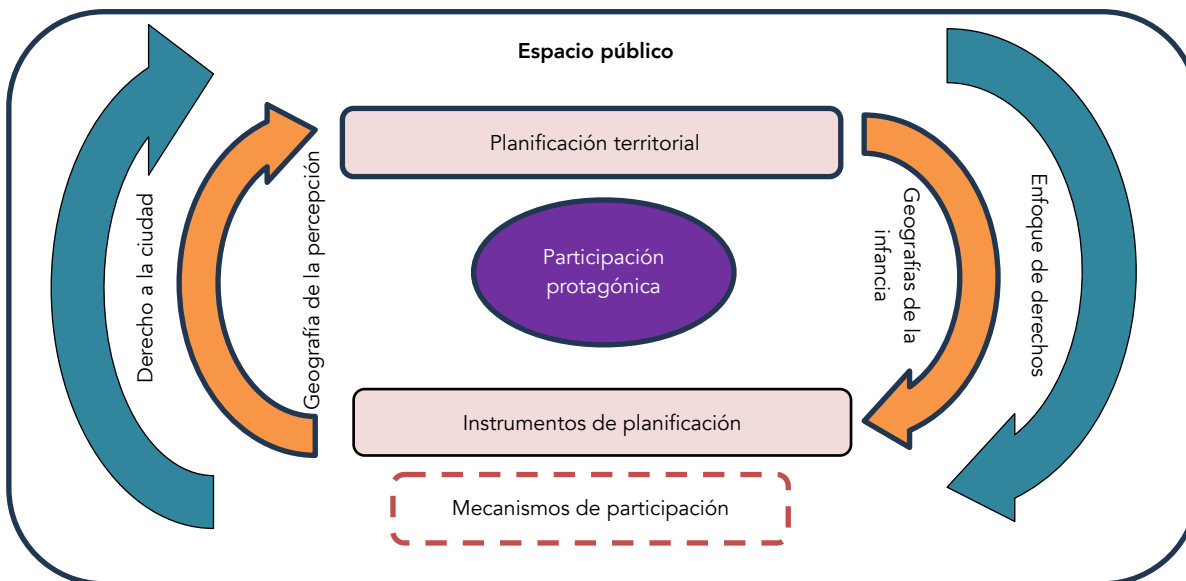 Espacio público
Planificación territorial
Derecho a la ciudad
Geografía de la percepción
Participación
protagónica
Geografías de la
infancia
Enfoque de derechos
Instrumentos de planificación
Mecanismos de participación